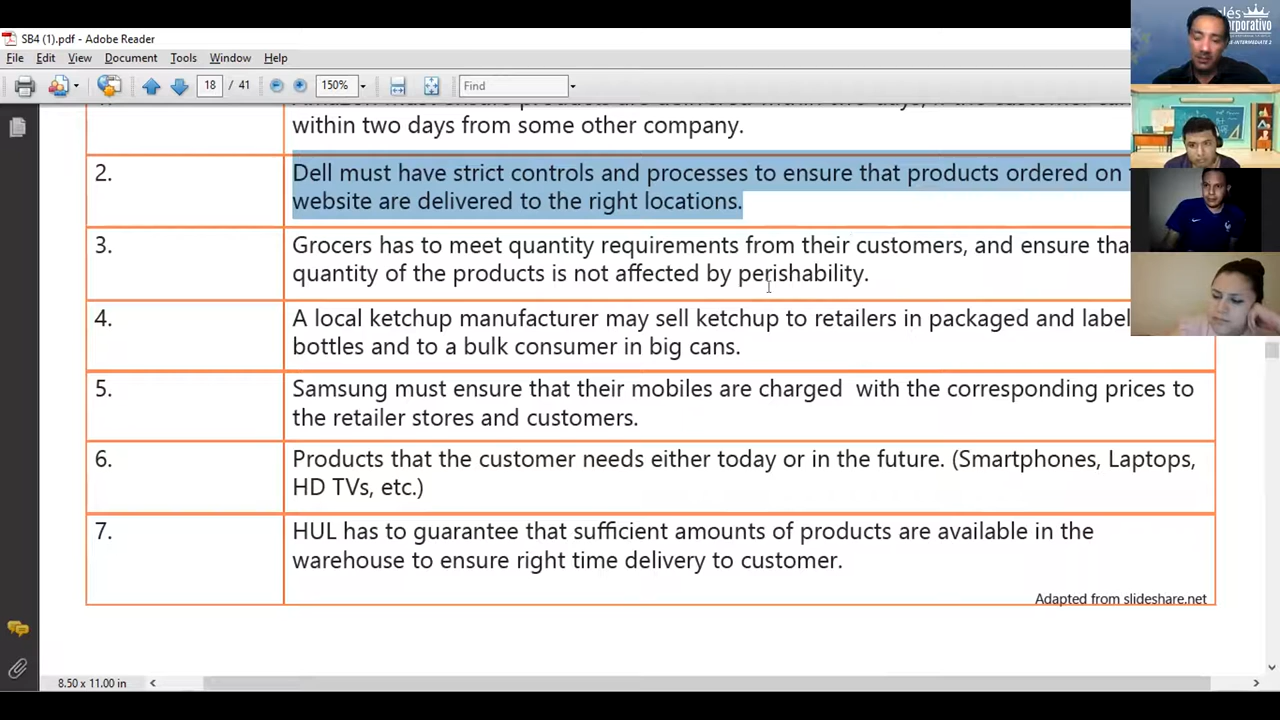 SB4 (1).pdf - Adobe Reader
File Edit View Document Tools Window Help
18 / 41 150% Find
within two days from some other company.
2. Dell must have strict controls and processes to ensure that products ordered on
website are delivered to the right locations.
3. Grocers has to meet quantity requirements from their customers, and ensure tha
quantity of the products is not affected by perishability.
4. A local ketchup manufacturer may sell ketchup to retailers in packaged and label
bottles and to a bulk consumer in big cans.
5. Samsung must ensure that their mobiles are charged with the corresponding prices to
the retailer stores and customers.
6. Products that the customer needs either today or in the future. (Smartphones, Laptops,
HD TVs, etc.)
7. HUL has to guarantee that sufficient amounts of products are available in the
warehouse to ensure right time delivery to customer.
Adapted from slideshare.net
8.50 x 11.00 in
glés
orporativo
INTERMEDIATE 2